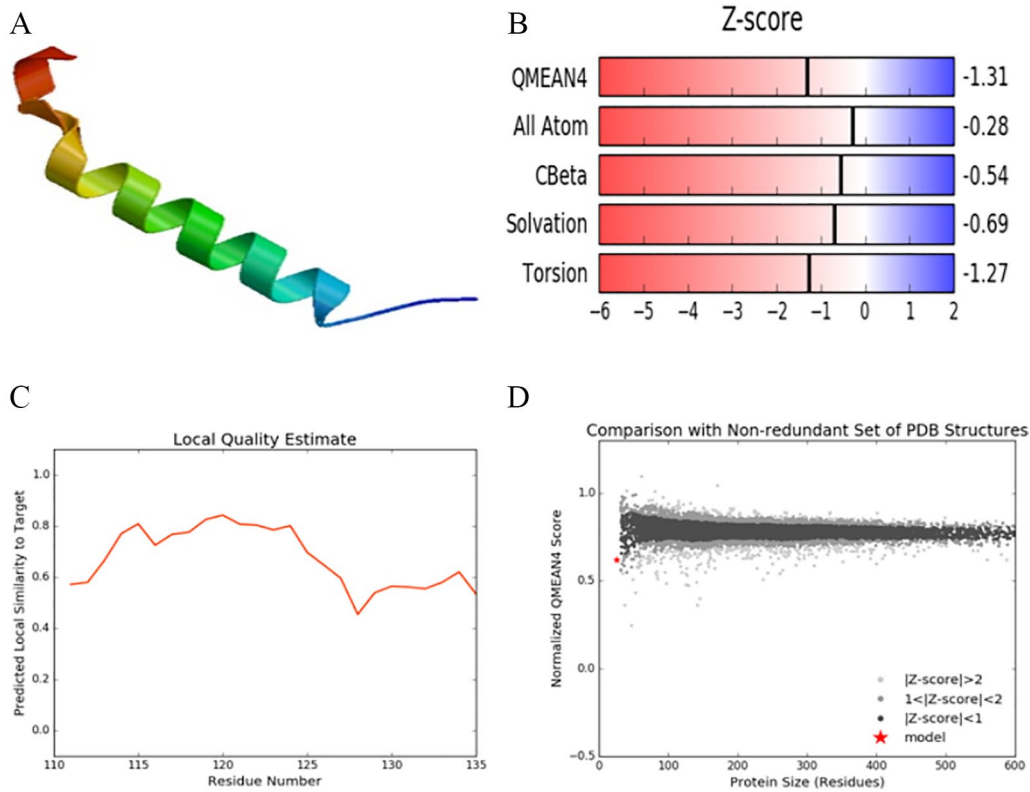 A
B
Z-score
QMEAN4
-1.31
All Atom
-0.28
CBeta
-0.54
Solvation
-0.69
Torsion
-1.27
−6 −5 −4 −3 −2 −1 0 1 2
C
Local Quality Estimate
Predicted Local Similarity to Target
1.0
0.8
0.6
0.4
0.2
0.0
110 115 120 125 130 135
Residue Number
D
Comparison with Non-redundant Set of PDB Structures
Normalized QMEAN4 Score
1.0
0.5
0.0
−0.5
|Z-score|>2
1<|Z-score|<2
|Z-score|<1
model
0 100 200 300 400 500 600
Protein Size (Residues)